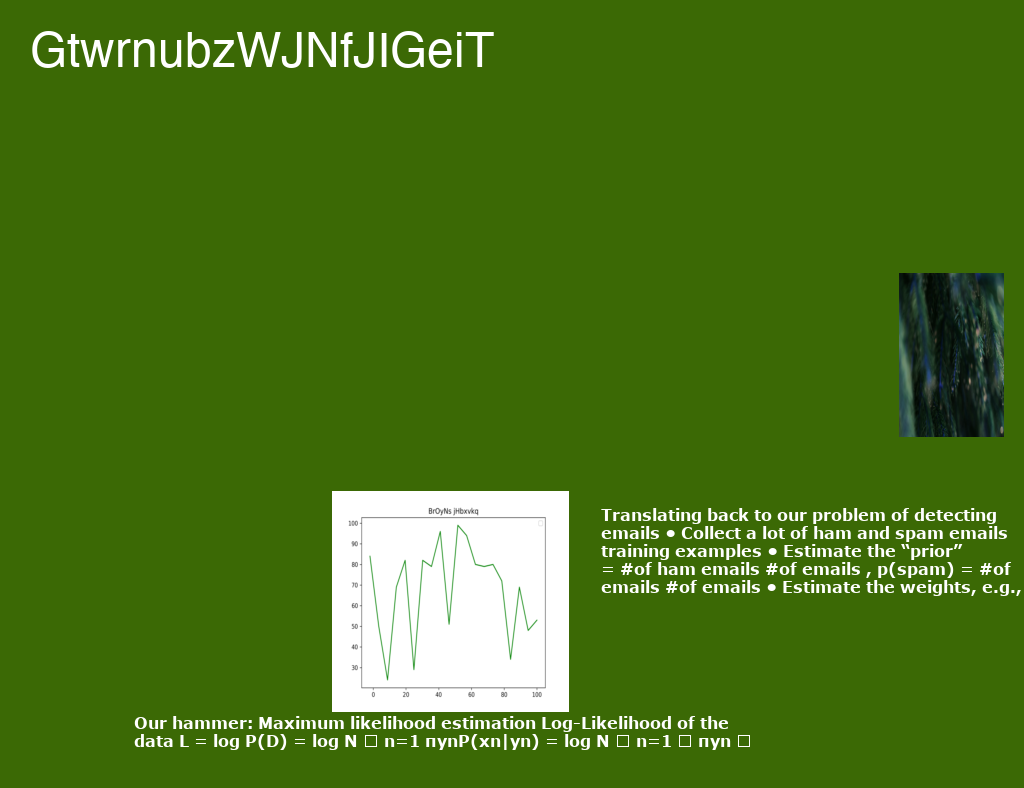 GtwrnubzWJNfJIGeiT
BrOyNs jHbxvkq
100
90
80
70
60
50
40
30
0 20 40 60 80 100
Translating back to our problem of detecting
emails • Collect a lot of ham and spam emails
training examples • Estimate the “prior”
= #of ham emails #of emails , p(spam) = #of
emails #of emails • Estimate the weights, e.g.,
Our hammer: Maximum likelihood estimation Log-Likelihood of the
data L = log P(D) = log N □ n=1 πynP(xn|yn) = log N □ n=1 □ πyn □